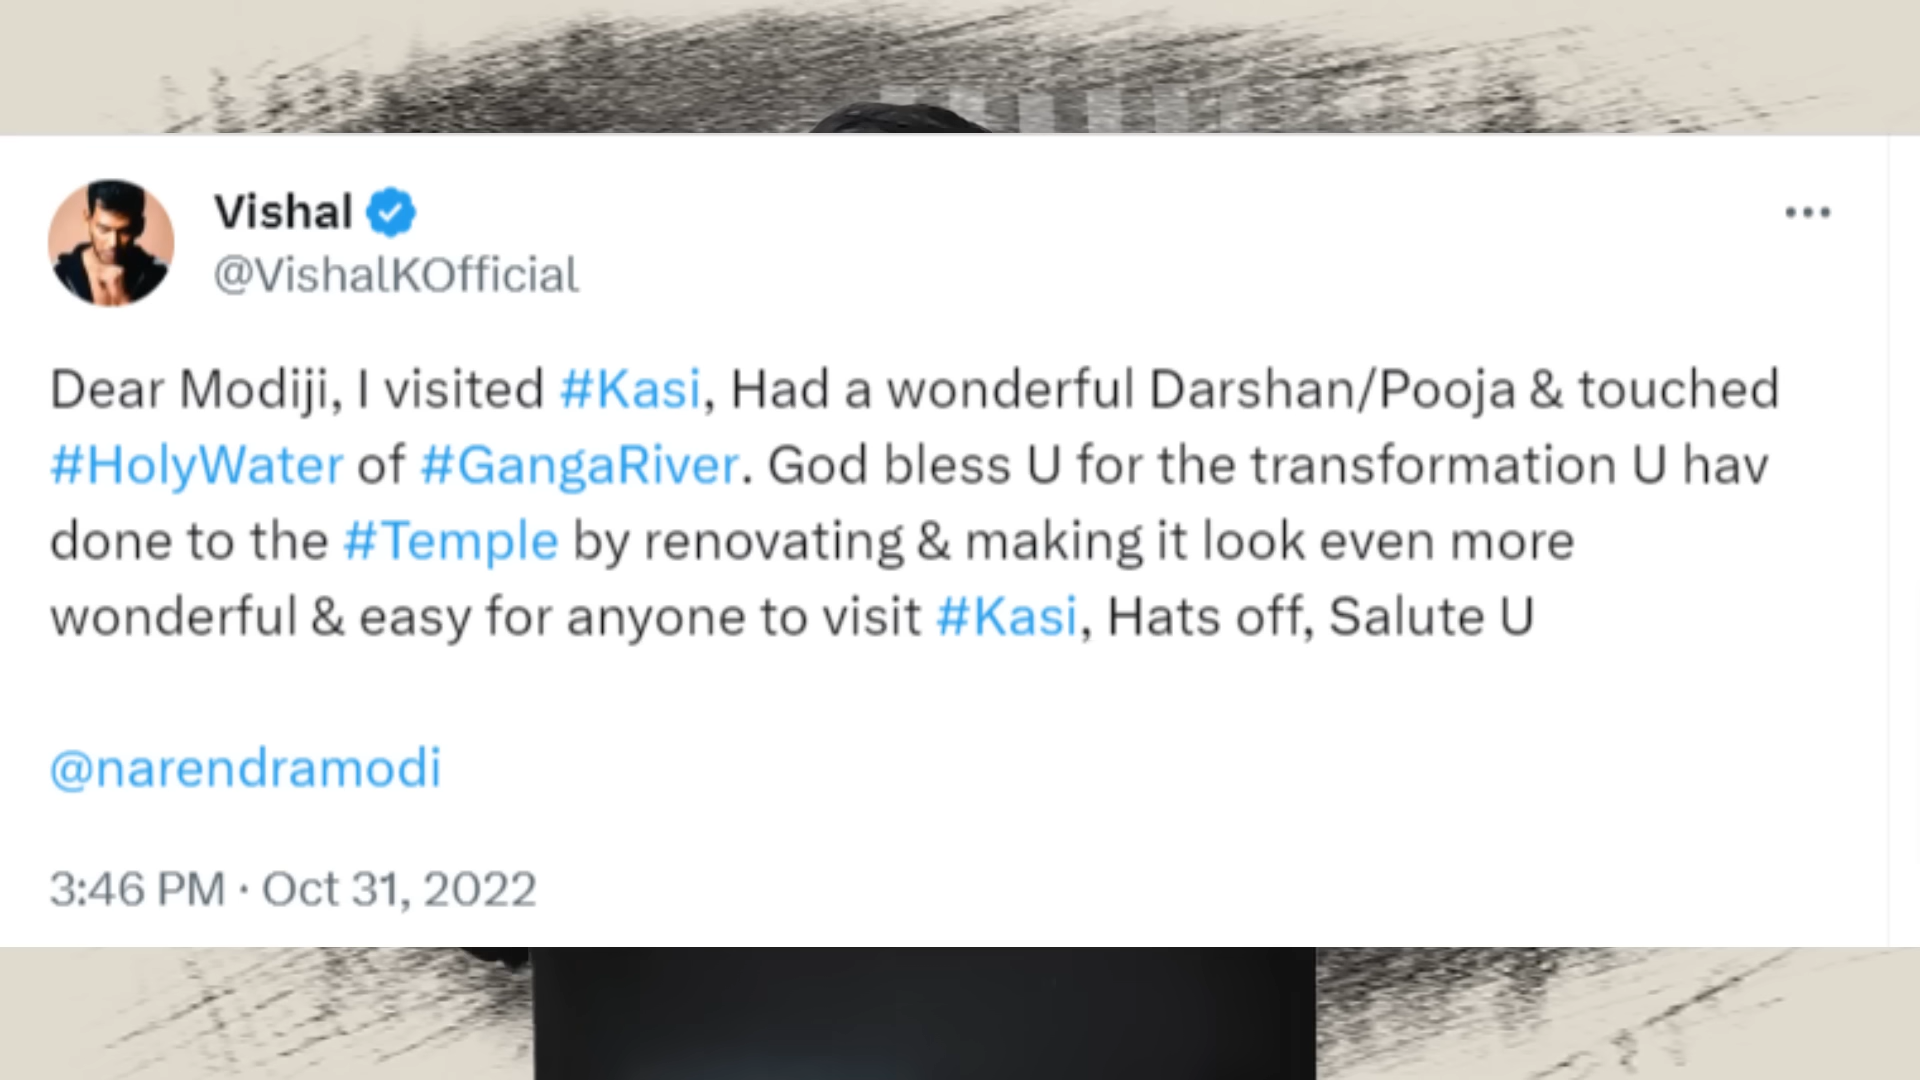 Vishal
@VishalKOfficial
Dear Modiji, I visited #Kasi, Had a wonderful Darshan/Pooja & touched
#HolyWater of #GangaRiver. God bless U for the transformation U hav
done to the #Temple by renovating & making it look even more
wonderful & easy for anyone to visit #Kasi, Hats off, Salute U
@narendramodi
3:46 PM · Oct 31, 2022